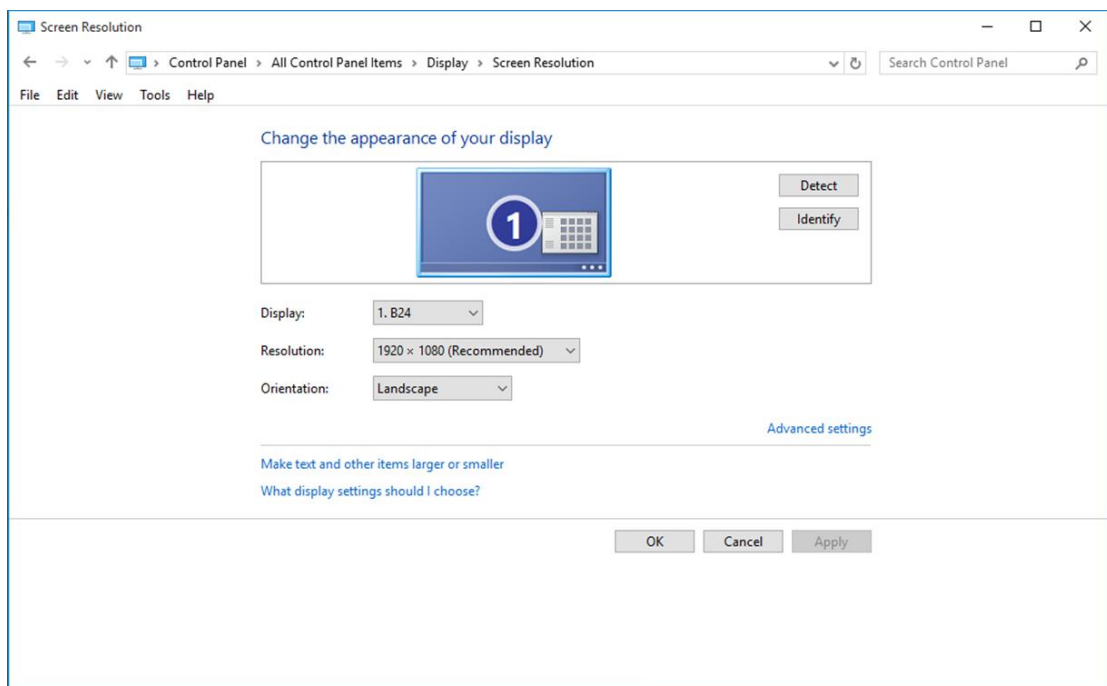 Screen Resolution
Control Panel > All Control Panel Items > Display > Screen Resolution
Search Control Panel
File Edit View Tools Help
Change the appearance of your display
1
Detect
Identify
Display: 1. B24
Resolution: 1920 × 1080 (Recommended)
Orientation: Landscape
Advanced settings
Make text and other items larger or smaller
What display settings should I choose?
OK Cancel Apply